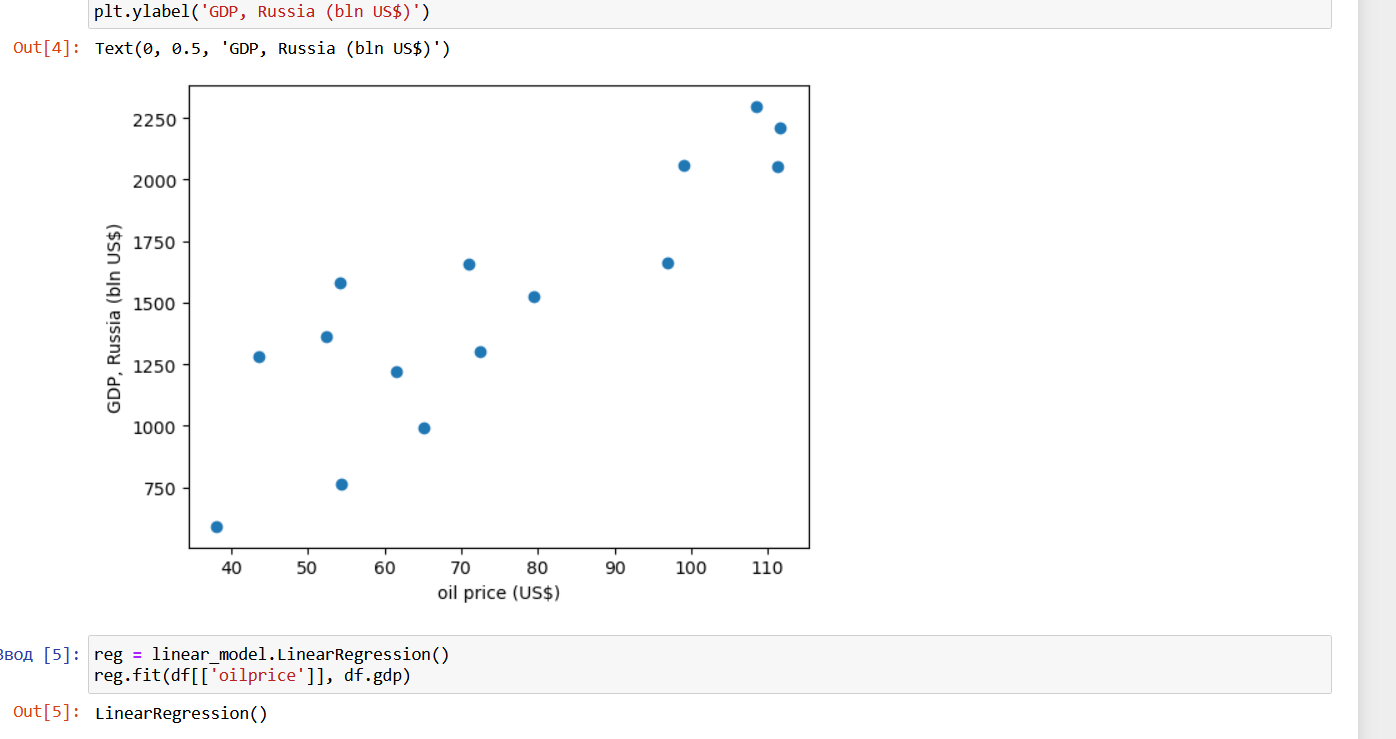 plt.ylabel('GDP, Russia (bln US$)')
Out[4]: Text(0, 0.5, 'GDP, Russia (bln US$)')
2250
2000
1750
1500
1250
1000
750
GDP, Russia (bln US$)
40 50 60 70 80 90 100 110
oil price (US$)
Ввод [5]: reg = linear_model.LinearRegression()
reg.fit(df[['oilprice']], df.gdp)
Out[5]: LinearRegression()